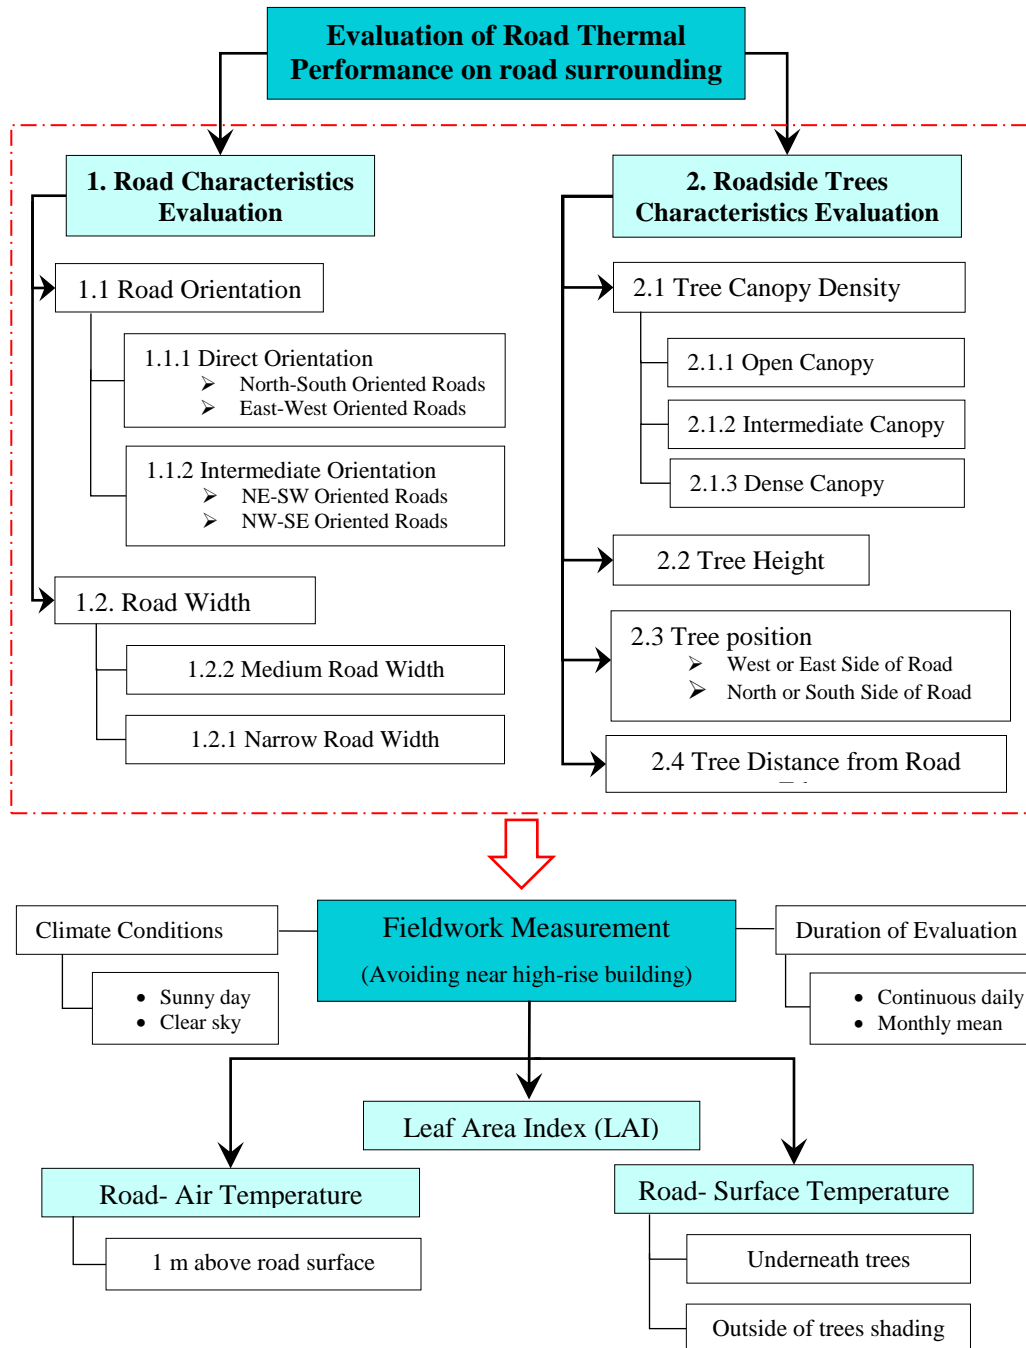 Evaluation of Road Thermal
Performance on road surrounding
1. Road Characteristics
Evaluation
1.1 Road Orientation
1.1.1 Direct Orientation
North-South Oriented Roads
East-West Oriented Roads
1.1.2 Intermediate Orientation
NE-SW Oriented Roads
NW-SE Oriented Roads
1.2. Road Width
1.2.2 Medium Road Width
1.2.1 Narrow Road Width
2. Roadside Trees
Characteristics Evaluation
2.1 Tree Canopy Density
2.1.1 Open Canopy
2.1.2 Intermediate Canopy
2.1.3 Dense Canopy
2.2 Tree Height
2.3 Tree position
West or East Side of Road
North or South Side of Road
2.4 Tree Distance from Road
Climate Conditions
• Sunny day
• Clear sky
Fieldwork Measurement
(Avoiding near high-rise building)
Duration of Evaluation
• Continuous daily
• Monthly mean
Leaf Area Index (LAI)
Road- Air Temperature
1 m above road surface
Road- Surface Temperature
Underneath trees
Outside of trees shading